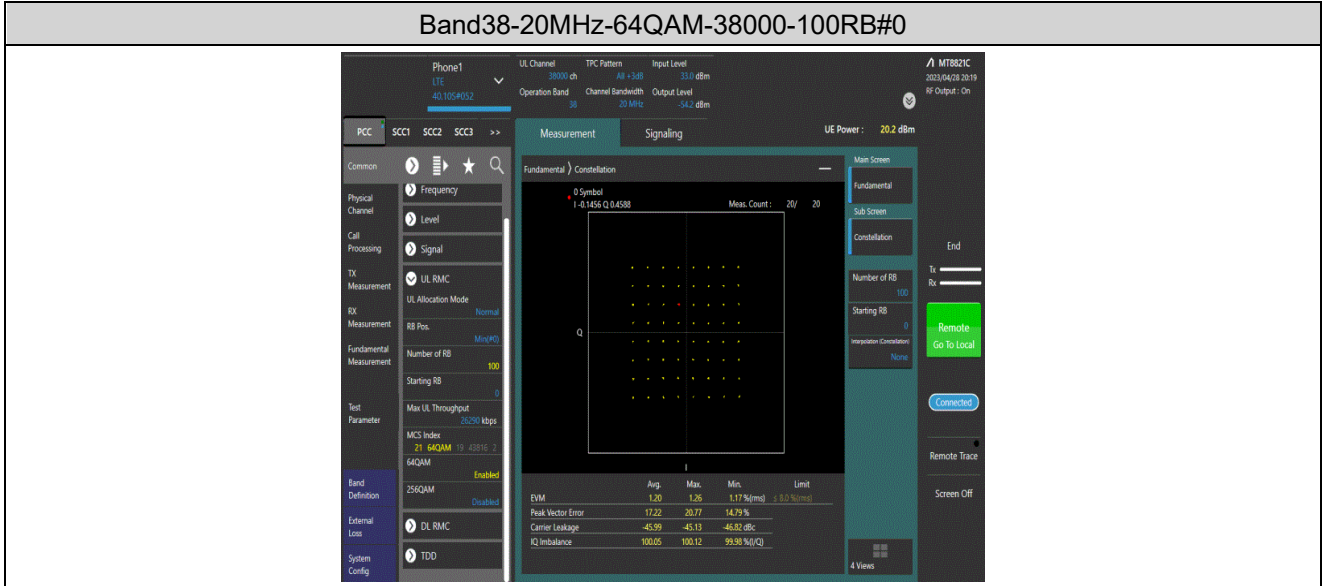 Band38-20MHz-64QAM-38000-100RB#0
Phone1
LTE
40.105#052
UL Channel TPC Pattern Input Level
38000 ch All +3dB 33.0 dBm
Operation Band Channel Bandwidth Output Level
38 20 MHz -54.2 dBm
MT8821C
2023/04/28 20:19
RF Output : On
PCC SCC1 SCC2 SCC3 >>
Measurement Signaling
UE Power : 20.2 dBm
Common
Physical
Channel
Call
Processing
TX
Measurement
RX
Measurement
Fundamental
Measurement
Test
Parameter
Band
Definition
External
Loss
System
Config
Frequency
Level
Signal
UL RMC
UL Allocation Mode
Normal
RB Pos.
Min(#0)
Number of RB
100
Starting RB
0
Max UL Throughput
26290 kbps
MCS Index
21 64QAM 19 43816 2
64QAM
Enabled
256QAM
Disabled
DL RMC
TDD
Fundamental 〉 Constellation
0 Symbol
I -0.1456 Q 0.4588
Meas. Count : 20/ 20
Q
I
Avg. Max. Min. Limit
EVM 1.20 1.26 1.17 %(rms) ≤ 8.0 %(rms)
Peak Vector Error 17.22 20.77 14.79 %
Carrier Leakage -45.99 -45.13 -46.82 dBc
IQ Imbalance 100.05 100.12 99.98 %(I/Q)
Main Screen
Fundamental
Sub Screen
Constellation
Number of RB
100
Starting RB
0
Interpolation (Constellation)
None
4 Views
End
Tx
Rx
Remote
Go To Local
Connected
Remote Trace
Screen Off